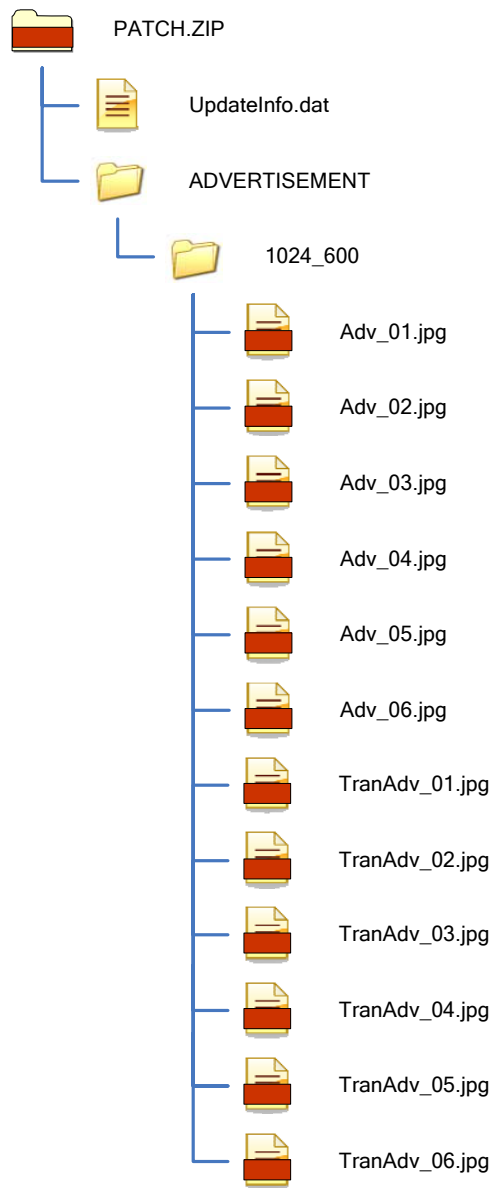 PATCH.ZIP
UpdateInfo.dat
ADVERTISEMENT
1024_600
Adv_01.jpg
Adv_02.jpg
Adv_03.jpg
Adv_04.jpg
Adv_05.jpg
Adv_06.jpg
TranAdv_01.jpg
TranAdv_02.jpg
TranAdv_03.jpg
TranAdv_04.jpg
TranAdv_05.jpg
TranAdv_06.jpg